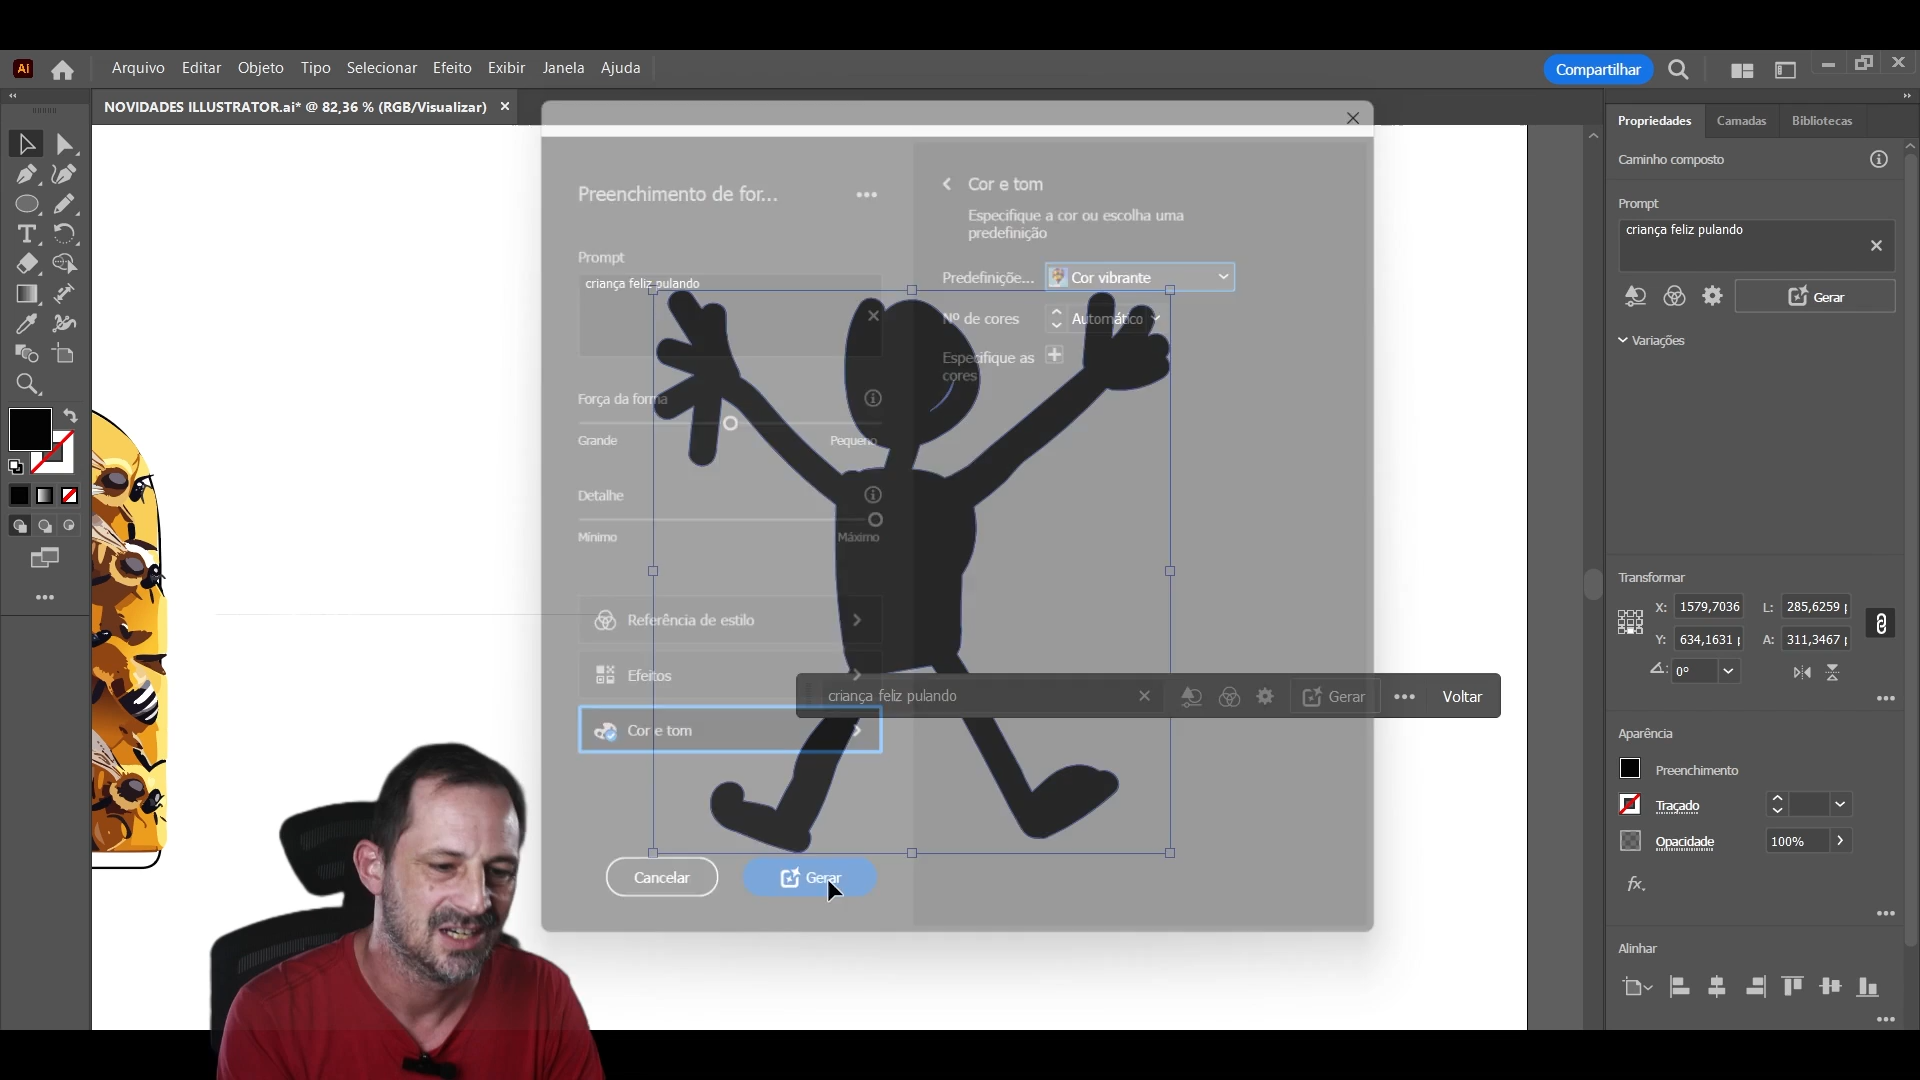 Ai
Arquivo Editar Objeto Tipo Selecionar Efeito Exibir Janela Ajuda
Compartilhar
NOVIDADES ILLUSTRATOR.ai* @ 82,36 % (RGB/Visualizar)
Propriedades Camadas Bibliotecas
Caminho composto
Prompt
criança feliz pulando
Gerar
Variações
Preenchimento de for...
Cor e tom
Especifique a cor ou escolha uma
predefinição
Prompt
criança feliz pulando
Predefiniçõe... Cor vibrante
Nº de cores Automático
Especifique as
cores
Força da forma
Grande Pequeno
Detalhe
Mínimo Máximo
Referência de estilo
Efeitos
Cor e tom
criança feliz pulando Gerar Voltar
Cancelar Gerar
Transformar
X: 1579,7036 L: 285,6259
Y: 634,1631 A: 311,3467
0°
Aparência
Preenchimento
Traçado
Opacidade 100%
fx.
Alinhar